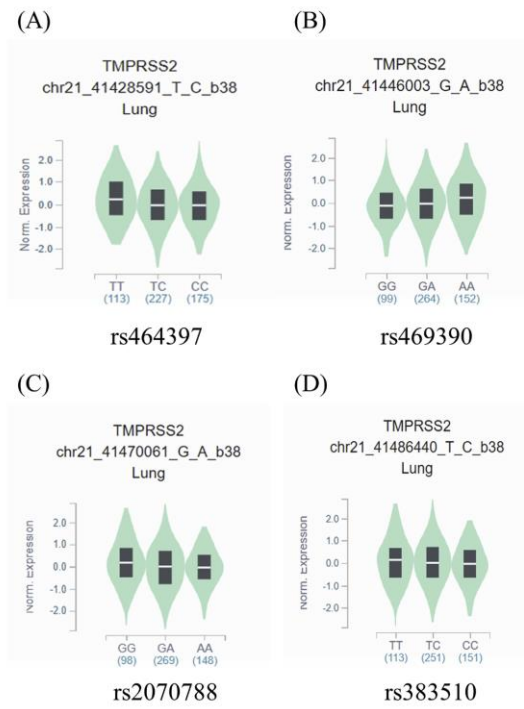 (A)
TMPRSS2
chr21_41428591_T_C_b38
Lung
Norm. Expression
2.0
1.0
0.0
-1.0
-2.0
TT TC CC
(113) (227) (175)
rs464397
(B)
TMPRSS2
chr21_41446003_G_A_b38
Lung
Norm. Expression
2.0
1.0
0.0
-1.0
-2.0
GG GA AA
(99) (264) (152)
rs469390
(C)
TMPRSS2
chr21_41470061_G_A_b38
Lung
Norm. Expression
2.0
1.0
0.0
-1.0
-2.0
GG GA AA
(98) (269) (148)
rs2070788
(D)
TMPRSS2
chr21_41486440_T_C_b38
Lung
Norm. Expression
2.0
1.0
0.0
-1.0
-2.0
TT TC CC
(113) (251) (151)
rs383510